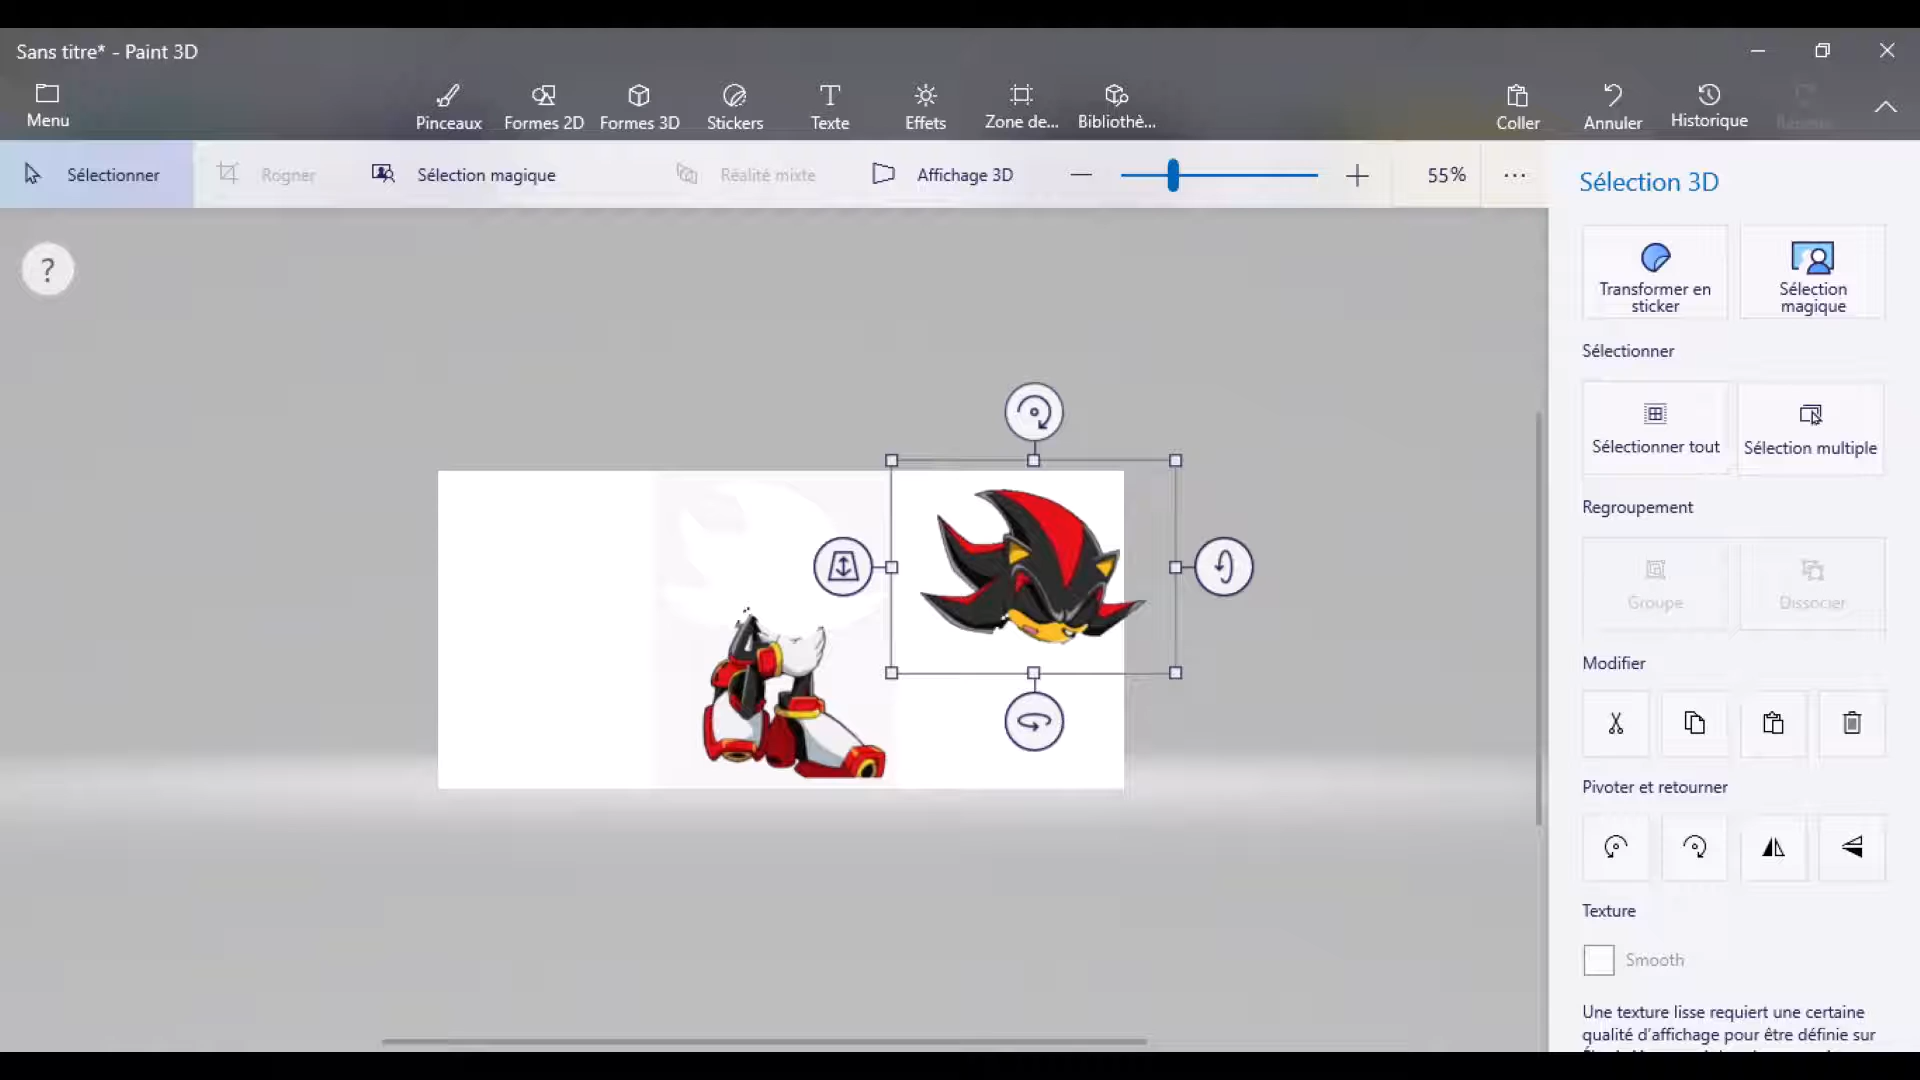 Sans titre* - Paint 3D
Menu
Pinceaux
Formes 2D
Formes 3D
Stickers
Texte
Effets
Zone de...
Bibliothè...
Coller
Annuler
Historique
Sélectionner
Rogner
Sélection magique
Réalité mixte
Affichage 3D
55%
Sélection 3D
?
Transformer en
sticker
Sélection
magique
Sélectionner
Sélectionner tout
Sélection multiple
Regroupement
Groupe
Dissocier
Modifier
Pivoter et retourner
Texture
Smooth
Une texture lisse requiert une certaine
qualité d'affichage pour être définie sur